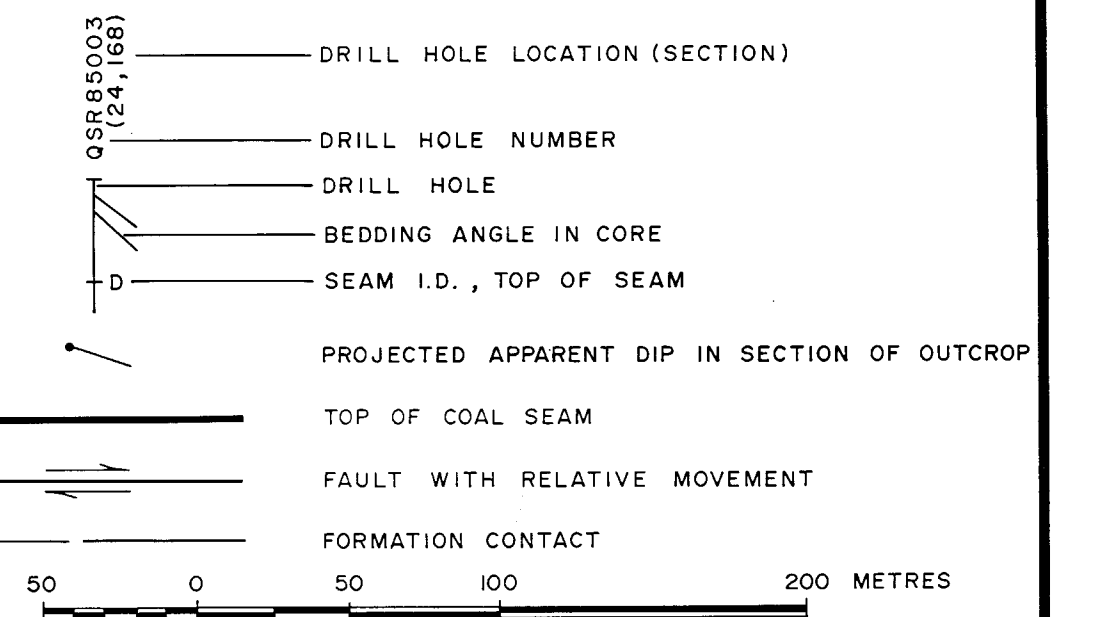 QSR85003
(24,168)
DRILL HOLE LOCATION (SECTION)
DRILL HOLE NUMBER
DRILL HOLE
BEDDING ANGLE IN CORE
D
SEAM I.D., TOP OF SEAM
PROJECTED APPARENT DIP IN SECTION OF OUTCROP
TOP OF COAL SEAM
FAULT WITH RELATIVE MOVEMENT
FORMATION CONTACT
50 0 50 100 200 METRES